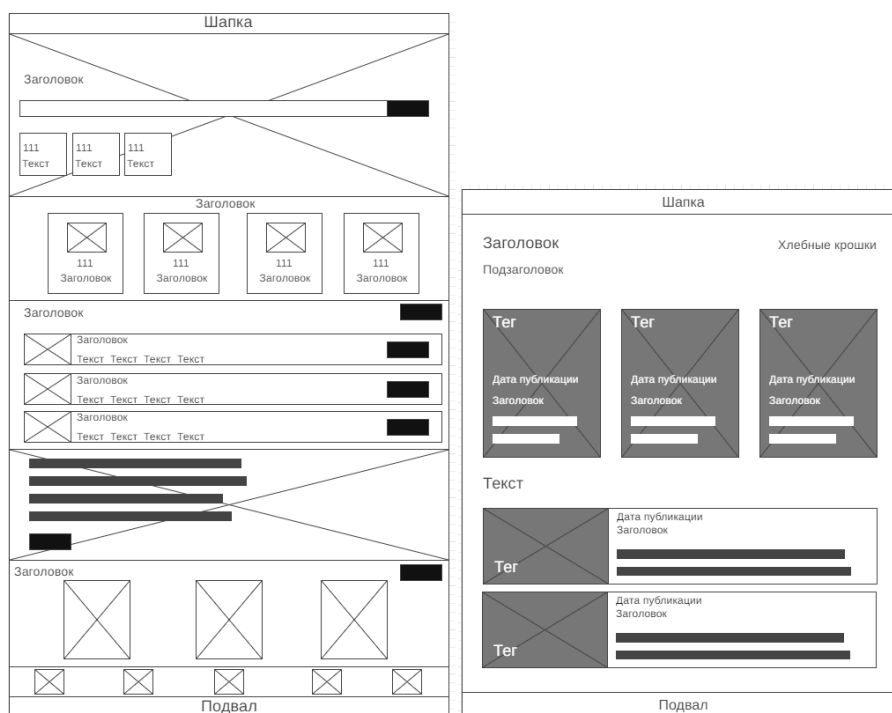 Шапка
Заголовок
111 111 111
Текст Текст Текст
Заголовок
111 111 111 111
Заголовок Заголовок Заголовок Заголовок
Заголовок
Заголовок
Текст Текст Текст Текст
Заголовок
Текст Текст Текст Текст
Заголовок
Текст Текст Текст Текст
Заголовок
Подвал
Шапка
Заголовок Хлебные крошки
Подзаголовок
Тег Тег Тег
Дата публикации Дата публикации Дата публикации
Заголовок Заголовок Заголовок
Текст
Дата публикации
Заголовок
Тег
Дата публикации
Заголовок
Тег
Подвал